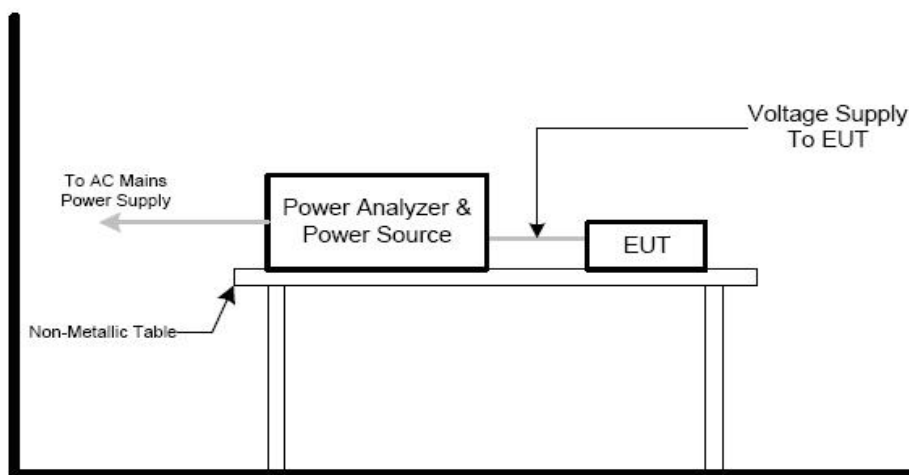 Voltage Supply
To EUT
To AC Mains
Power Supply
Power Analyzer &
Power Source
EUT
Non-Metallic Table